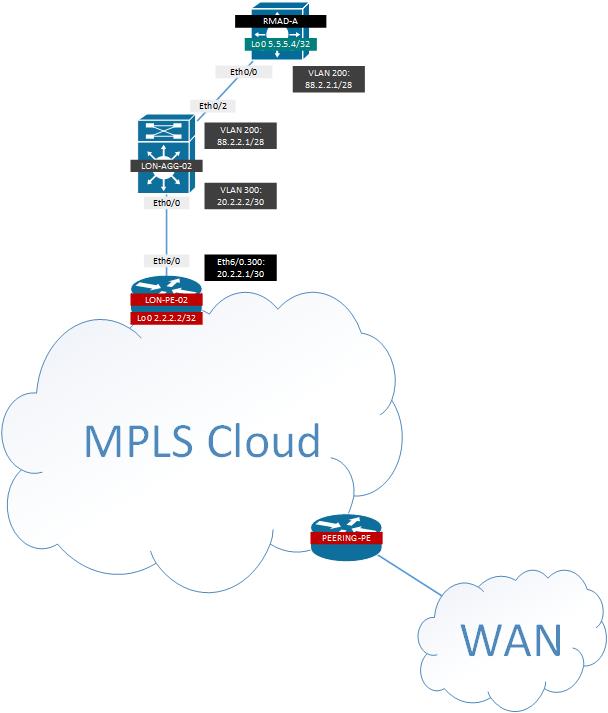 RMAD-A
Lo0 5.5.5.4/32
Eth0/0
VLAN 200:
88.2.2.1/28
Eth0/2
VLAN 200:
88.2.2.1/28
LON-AGG-02
VLAN 300:
20.2.2.2/30
Eth0/0
Eth6/0
Eth6/0.300:
20.2.2.1/30
LON-PE-02
Lo0 2.2.2.2/32
MPLS Cloud
PEERING-PE
WAN